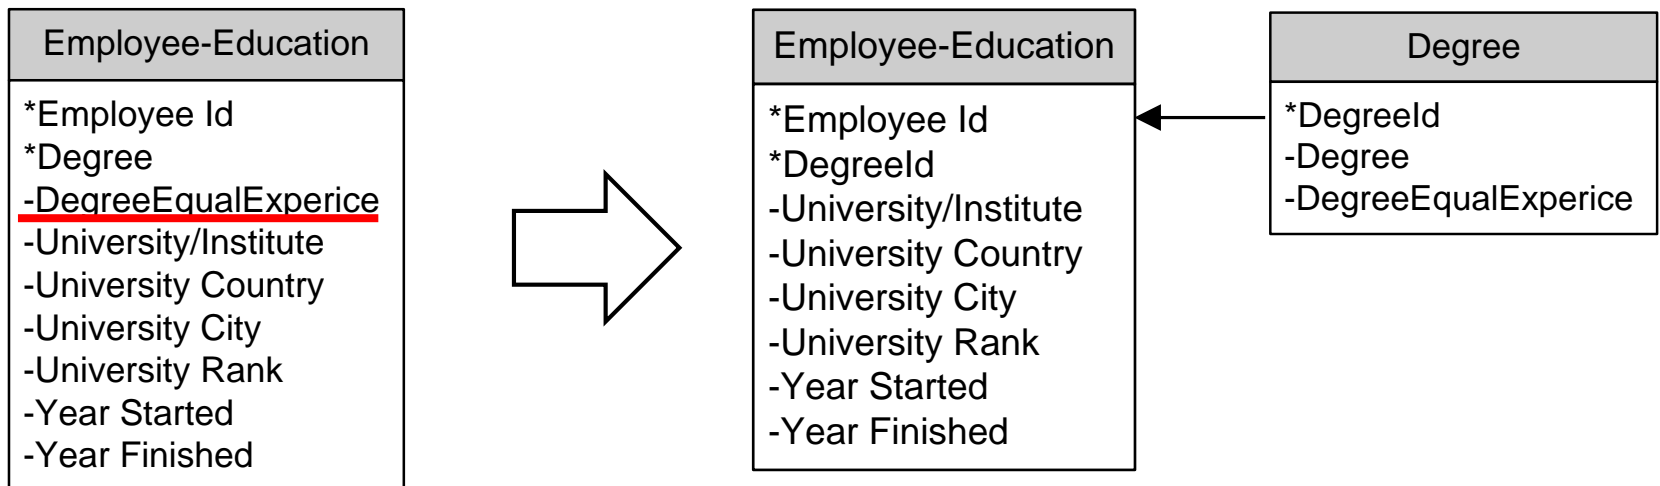 Employee-Education
*Employee Id
*Degree
-DegreeEqualExperice
-University/Institute
-University Country
-University City
-University Rank
-Year Started
-Year Finished
Employee-Education
*Employee Id
*DegreeId
-University/Institute
-University Country
-University City
-University Rank
-Year Started
-Year Finished
Degree
*DegreeId
-Degree
-DegreeEqualExperice